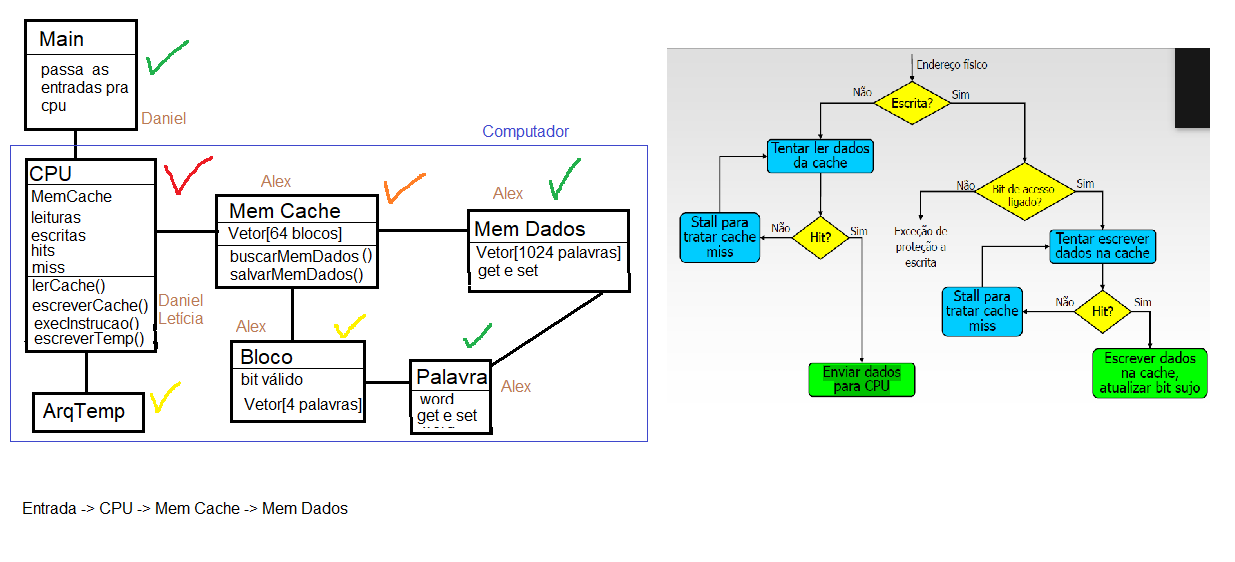 Main
passa as
entradas pra
cpu
Daniel
Computador
CPU
MemCache
leituras
escritas
hits
miss
lerCache()
escreverCache()
execInstrucao()
escreverTemp()
Daniel
Letícia
ArqTemp
Alex
Mem Cache
Vetor[64 blocos]
buscarMemDados ()
salvarMemDados()
Alex
Mem Dados
Vetor[1024 palavras]
get e set
Alex
Bloco
bit válido
Vetor[4 palavras]
Palavra
word
get e set
Alex
Entrada -> CPU -> Mem Cache -> Mem Dados
Endereço físico
Não
Escrita?
Sim
Tentar ler dados
da cache
Não
Bit de acesso
ligado?
Sim
Stall para
tratar cache
miss
Não
Hit?
Sim
Exceção de
proteção a
escrita
Tentar escrever
dados na cache
Stall para
tratar cache
miss
Não
Hit?
Sim
Enviar dados
para CPU
Escrever dados
na cache,
atualizar bit sujo